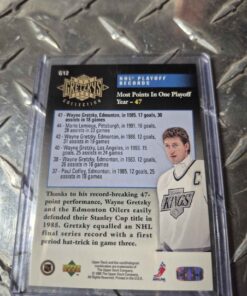 GRETZKY
COLLECTION
NHL PLAYOFF
RECORDS
Most Points In One Playoff
Year - 47
47 - Wayne Gretzky, Edmonton, in 1985. 17 goals, 30
assists in 18 games
44 - Mario Lemieux, Pittsburgh, in 1991. 16 goals,
28 assists in 23 games
43 - Wayne Gretzky, Edmonton, in 1988. 12 goals,
31 assists in 19 games
40 - Wayne Gretzky, Los Angeles, in 1993. 15
goals, 25 assists in 24 games
38 - Wayne Gretzky, Edmonton, in 1983. 12
goals, 26 assists in 16 games
37 - Paul Coffey, Edmonton, in 1985. 12 goals,
25 assists in 18 games
Thanks to his record-breaking 47-
point performance, Wayne Gretzky
and the Edmonton Oilers easily
defended their Stanley Cup title in
1985. Gretzky equalled an NHL
final series record with a first
period hat-trick in game three.
C
KINGS
NHL